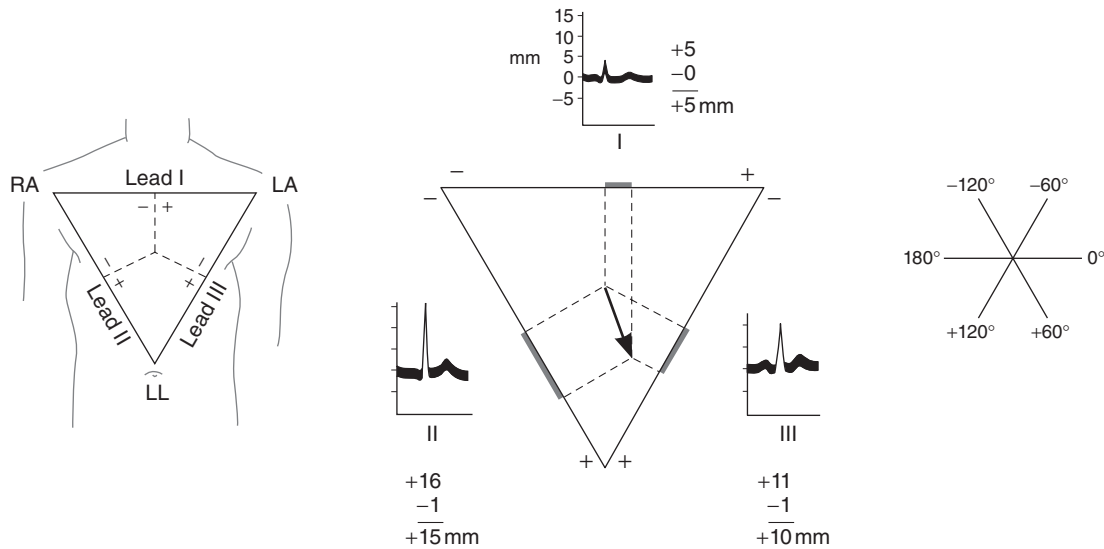 RA
Lead I
LA
− +
−
+
−
+
Lead II
Lead III
LL
mm
15
10
5
0
−5
+5
−0
+5 mm
I
− +
− −
+ +
II
+16
−1
+15 mm
III
+11
−1
+10 mm
−120° −60°
180° 0°
+120° +60°